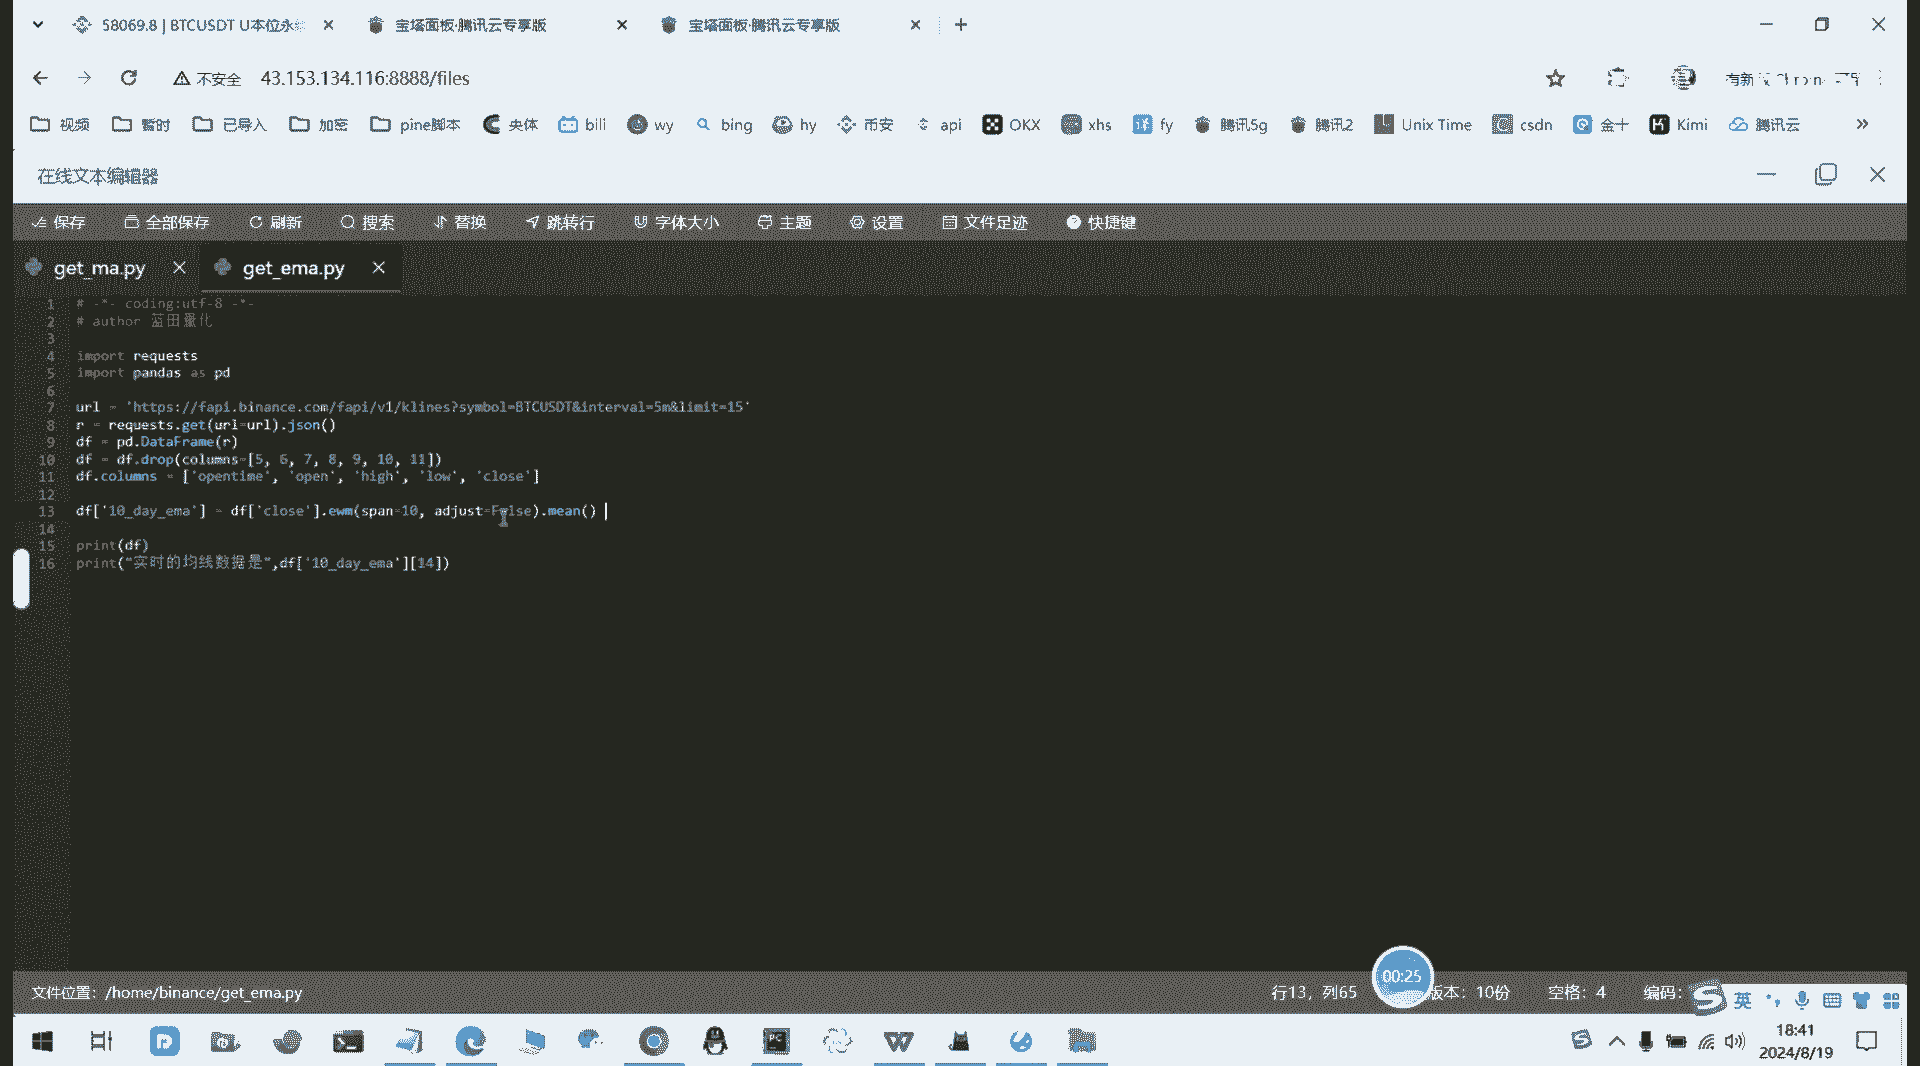 58069.8 | BTCUSDT U本位永
宝塔面板·腾讯云专享版
宝塔面板·腾讯云专享版
不安全 43.153.134.116:8888/files
视频 暂时 已导入 加密 pine脚本 央体 bili wy bing hy 币安 api OKX xhs fy 腾讯5g 腾讯2 Unix Time csdn 金十 Kimi 腾讯云 »
在线文本编辑器
保存 全部保存 刷新 搜索 替换 跳转行 字体大小 主题 设置 文件足迹 快捷键
get_ma.py
get_ema.py
1 # -*- coding:utf-8 -*-
2 # author 蓝田量化
3
4 import requests
5 import pandas as pd
6
7 url = 'https://fapi.binance.com/fapi/v1/klines?symbol=BTCUSDT&interval=5m&limit=15'
8 r = requests.get(url=url).json()
9 df = pd.DataFrame(r)
10 df = df.drop(columns=[5, 6, 7, 8, 9, 10, 11])
11 df.columns = ['opentime', 'open', 'high', 'low', 'close']
12
13 df['10_day_ema'] = df['close'].ewm(span=10, adjust=False).mean()
14
15 print(df)
16 print("实时的均线数据是",df['10_day_ema'][14])
文件位置: /home/binance/get_ema.py
行13, 列65
00:25
版本: 10份
空格: 4
编码:
英
18:41
2024/8/19